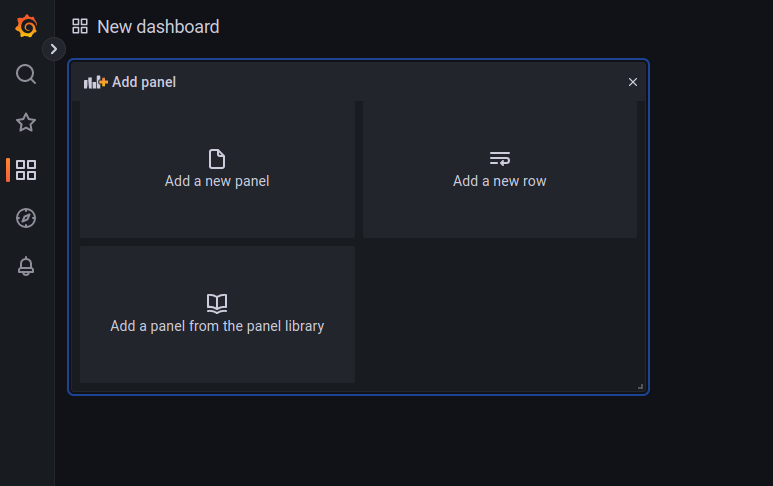 New dashboard
Add panel
Add a new panel
Add a new row
Add a panel from the panel library